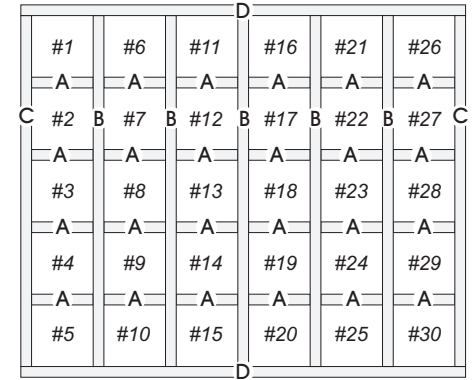 D
#1 #6 #11 #16 #21 #26
A A A A A A
C #2 B #7 B #12 B #17 B #22 B #27 C
A A A A A A
#3 #8 #13 #18 #23 #28
A A A A A A
#4 #9 #14 #19 #24 #29
A A A A A A
#5 #10 #15 #20 #25 #30
D